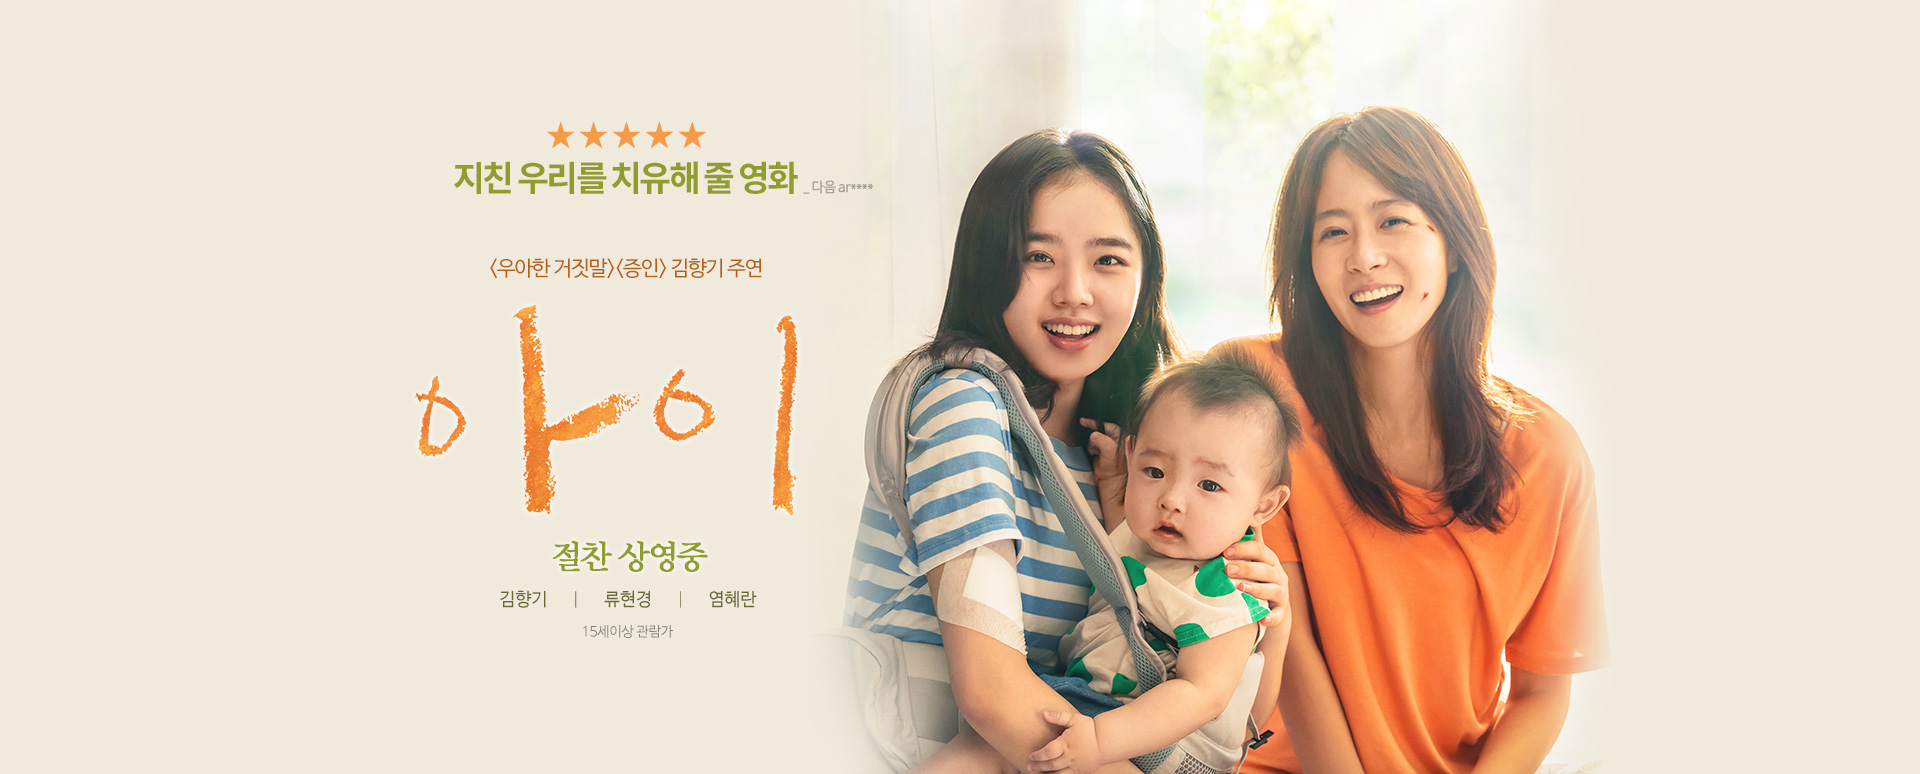 ★★★★★
지친 우리를 치유해 줄 영화 _ 다음 ar****
<우아한 거짓말><증인> 김향기 주연
아이
절찬 상영중
김향기 | 류현경 | 염혜란
15세이상 관람가